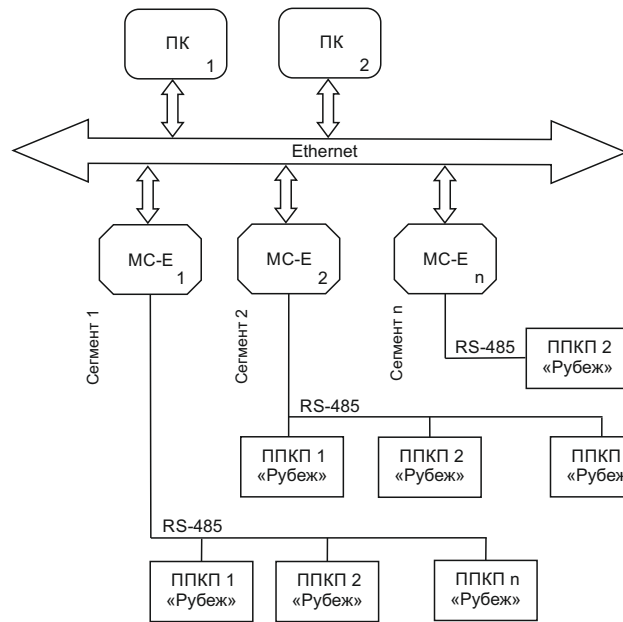 ПК
1
ПК
2
Ethernet
МС-Е
1
МС-Е
2
МС-Е
n
Сегмент 1
Сегмент 2
Сегмент n
RS-485
ППКП 2
«Рубеж»
RS-485
ППКП 1
«Рубеж»
ППКП 2
«Рубеж»
ППКП
RS-485
ППКП 1
«Рубеж»
ППКП 2
«Рубеж»
ППКП n
«Рубеж»